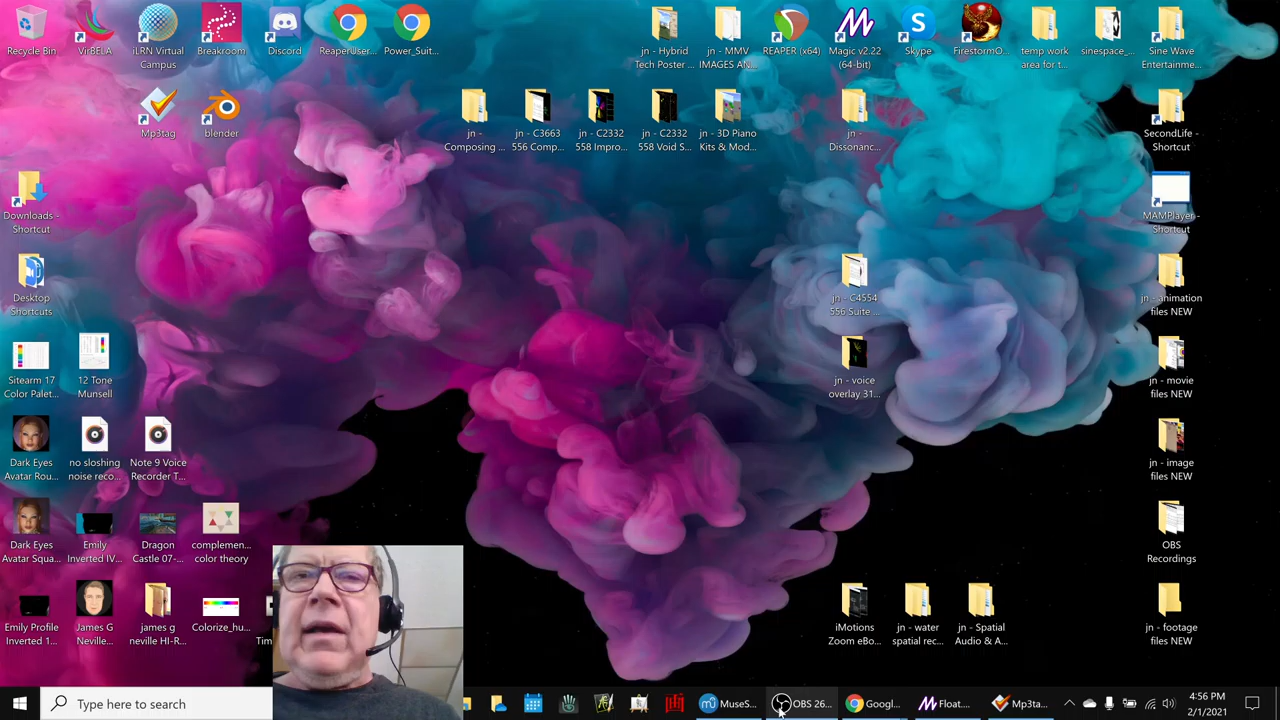 Recycle Bin
VirBELA
iLRN Virtual
Campus
Breakroom.
Discord
ReaperUser...
Power_Suit...
jn - Hybrid
Tech Poster ...
jn - MMV
IMAGES AN...
REAPER (x64)
Magic v2.22
(64-bit)
Skype
FirestormO...
temp work
area for t...
sinespace_...
Sine Wave
Entertainme...
Mp3tag
blender
jn -
Composing ...
jn - C3663
556 Comp...
jn - C2332
558 Impro...
jn - C2332
558 Void S...
jn - 3D Piano
Kits & Mod...
jn -
Dissonanc...
SecondLife -
Shortcut
Downloads -
Shortcut
MAMPlayer -
Shortcut
Desktop
Shortcuts
jn - C4554
556 Suite ...
jn - animation
files NEW
Sitearm 17
Color Palet...
12 Tone
Munsell
jn - voice
overlay 31...
jn - movie
files NEW
Dark Eyes
Avatar Rou...
no sloshing
noise reco...
Note 9 Voice
Recorder T...
jn - image
files NEW
Dark Eyes
Avatar Squa...
Emily
Inverted IV...
Dragon
Castle 07-...
complemen...
color theory
OBS
Recordings
Emily Profile
Inverted 1...
James G
Neville...
james g
neville HI-R...
Colorize_hu...
Tim
iMotions
Zoom eBo...
jn - water
spatial rec...
jn - Spatial
Audio & A...
jn - footage
files NEW
Type here to search
MuseS...
OBS 26...
Googl...
Float....
Mp3ta...
4:56 PM
2/1/2021